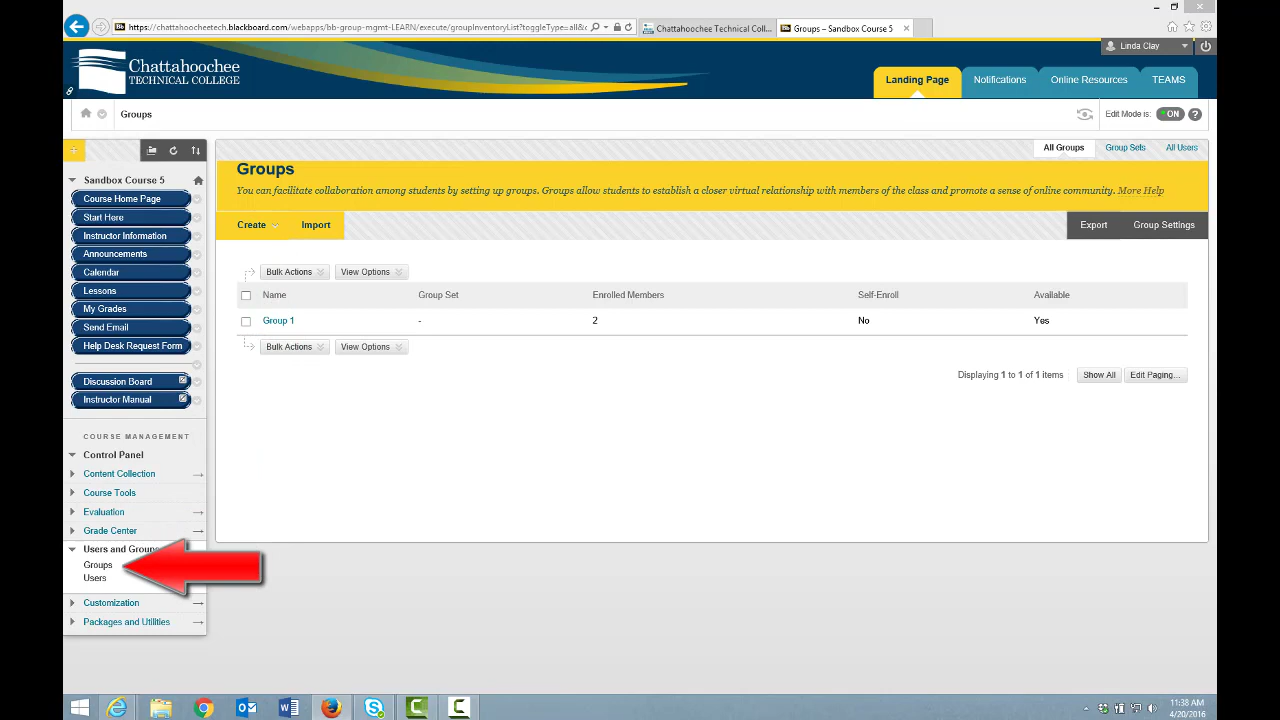 https://chattahoocheetech.blackboard.com/webapps/bb-group-mgmt-LEARN/execute/groupInventoryList?toggleType=all&c
Chattahoochee Technical Coll...
Groups – Sandbox Course 5
Linda Clay
Chattahoochee
TECHNICAL COLLEGE
Landing Page
Notifications
Online Resources
TEAMS
Groups
Edit Mode is:
ON
?
All Groups
Group Sets
All Users
Groups
You can facilitate collaboration among students by setting up groups. Groups allow students to establish a closer virtual relationship with members of the class and promote a sense of online community. More Help
Create
Import
Export
Group Settings
Bulk Actions
View Options
Name
Group Set
Enrolled Members
Self-Enroll
Available
Group 1
-
2
No
Yes
Bulk Actions
View Options
Displaying 1 to 1 of 1 items
Show All
Edit Paging...
Sandbox Course 5
Course Home Page
Start Here
Instructor Information
Announcements
Calendar
Lessons
My Grades
Send Email
Help Desk Request Form
Discussion Board
Instructor Manual
COURSE MANAGEMENT
Control Panel
Content Collection
Course Tools
Evaluation
Grade Center
Users and Groups
Groups
Users
Customization
Packages and Utilities
11:38 AM
4/20/2016